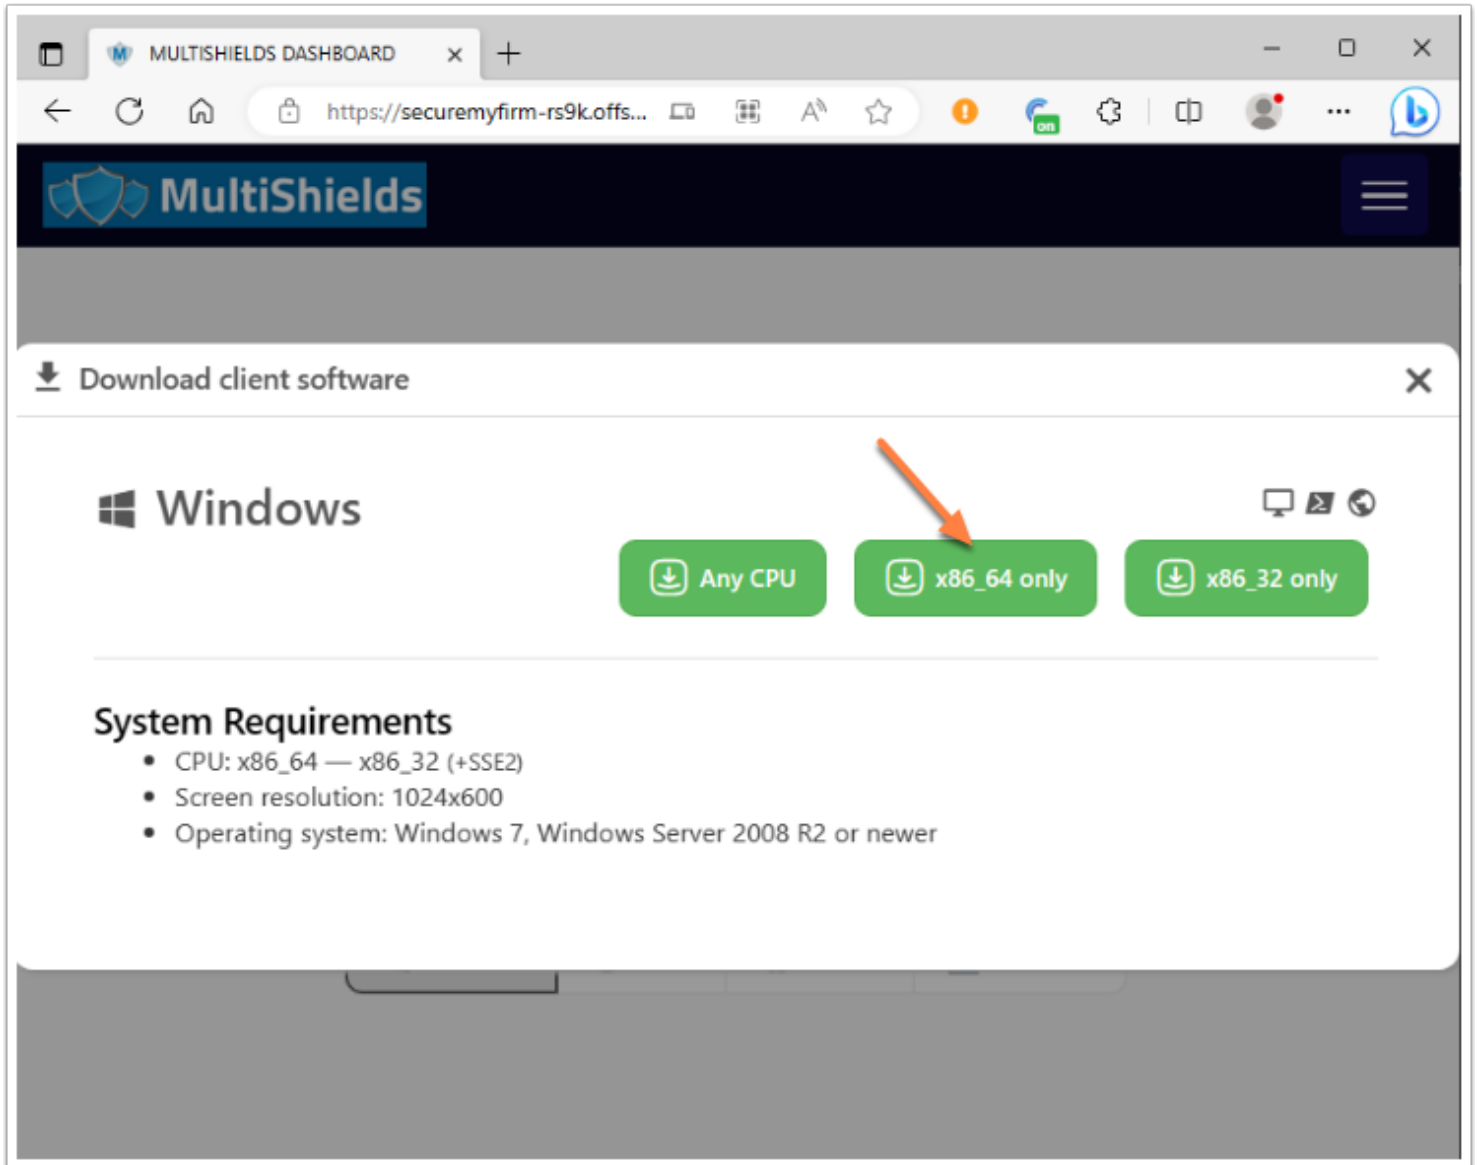 MULTISHIELDS DASHBOARD
https://securemyfirm-rs9k.offs...
on
MultiShields
Download client software
Windows
Any CPU
x86_64 only
x86_32 only
System Requirements
• CPU: x86_64 — x86_32 (+SSE2)
• Screen resolution: 1024x600
• Operating system: Windows 7, Windows Server 2008 R2 or newer